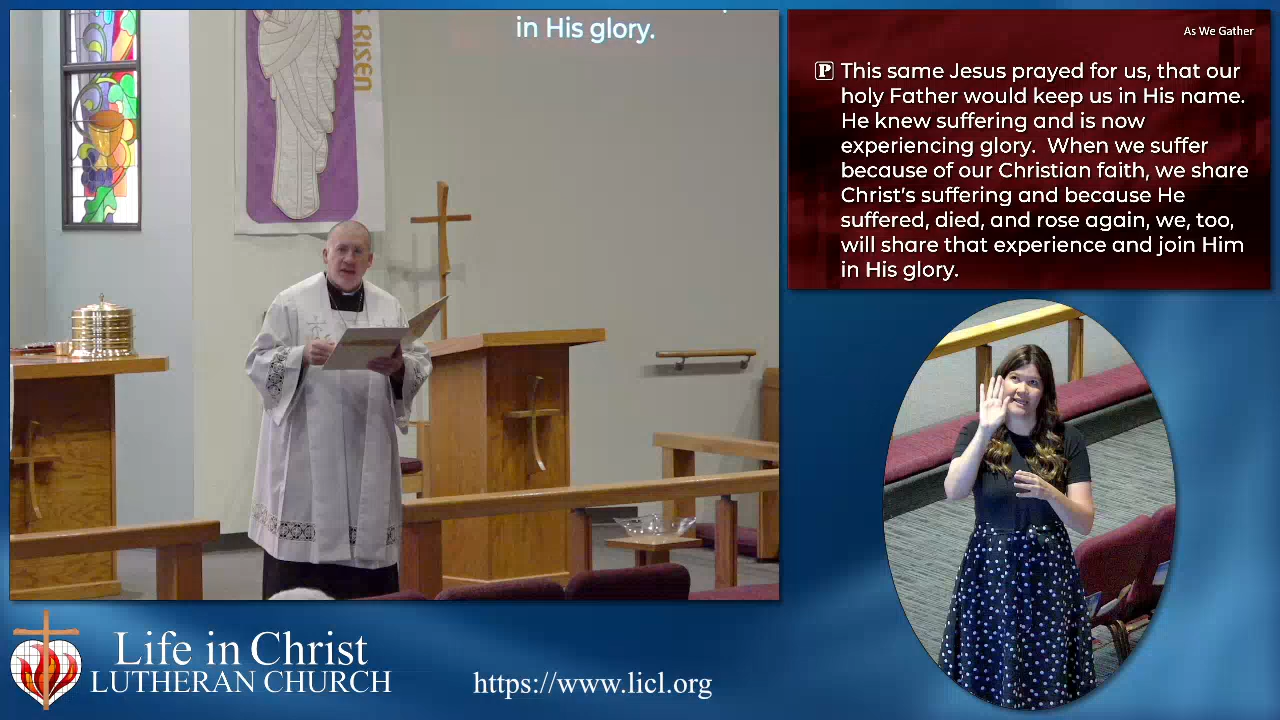 in His glory.
RISEN
As We Gather
P This same Jesus prayed for us, that our
holy Father would keep us in His name.
He knew suffering and is now
experiencing glory.  When we suffer
because of our Christian faith, we share
Christ's suffering and because He
suffered, died, and rose again, we, too,
will share that experience and join Him
in His glory.
Life in Christ
LUTHERAN CHURCH
https://www.licl.org